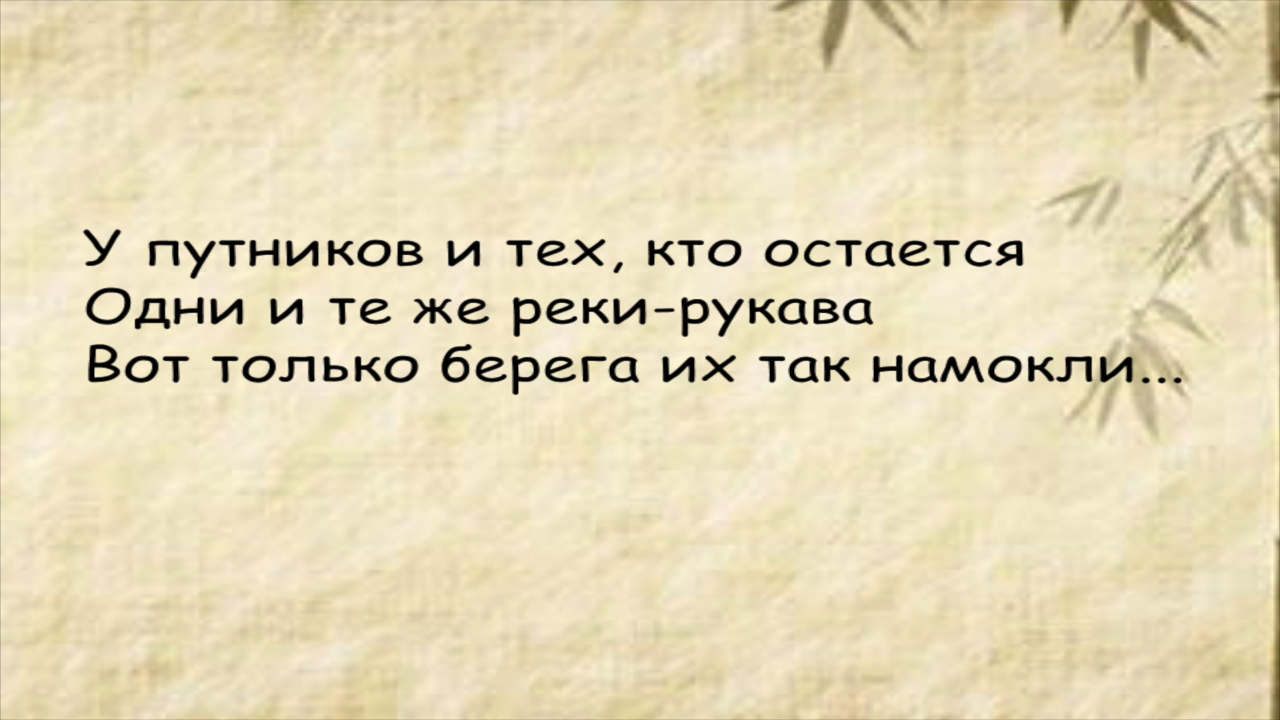 У путников и тех, кто остается
Одни и те же реки-рукава
Вот только берега их так намокли...